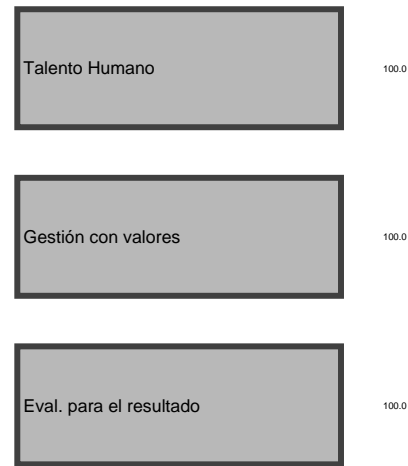 Talento Humano
100.0
Gestión con valores
100.0
Eval. para el resultado
100.0